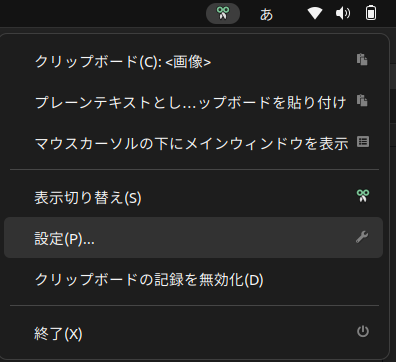 あ
クリップボード(C): <画像>
プレーンテキストとし…ップボードを貼り付け
マウスカーソルの下にメインウィンドウを表示
表示切り替え(S)
設定(P)...
クリップボードの記録を無効化(D)
終了(X)